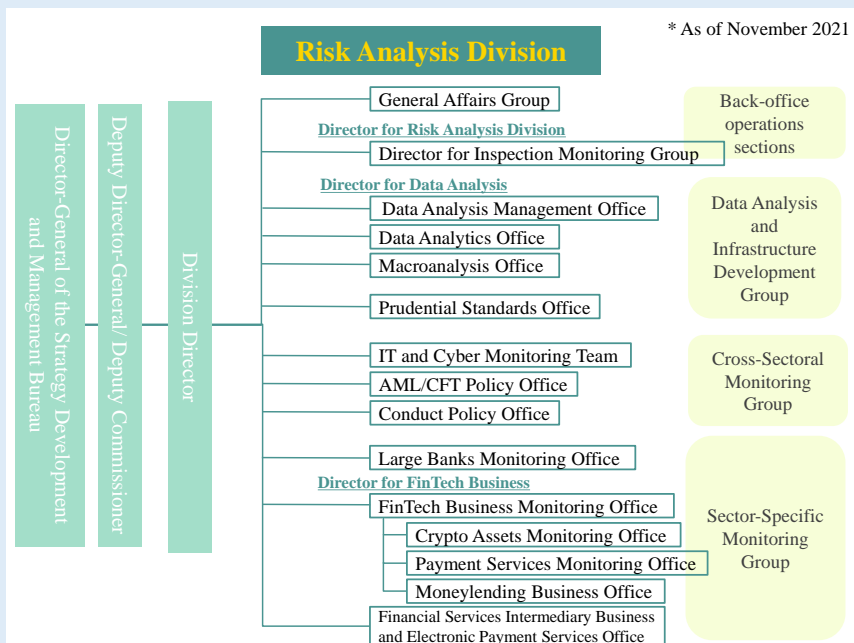 * As of November 2021
Risk Analysis Division
Director-General of the Strategy Development
and Management Bureau
Deputy Director-General/ Deputy Commissioner
Division Director
General Affairs Group
Director for Risk Analysis Division
Director for Inspection Monitoring Group
Back-office
operations
sections
Director for Data Analysis
Data Analysis Management Office
Data Analytics Office
Macroanalysis Office
Prudential Standards Office
Data Analysis
and
Infrastructure
Development
Group
IT and Cyber Monitoring Team
AML/CFT Policy Office
Conduct Policy Office
Cross-Sectoral
Monitoring
Group
Large Banks Monitoring Office
Director for FinTech Business
FinTech Business Monitoring Office
Crypto Assets Monitoring Office
Payment Services Monitoring Office
Moneylending Business Office
Financial Services Intermediary Business
and Electronic Payment Services Office
Sector-Specific
Monitoring
Group